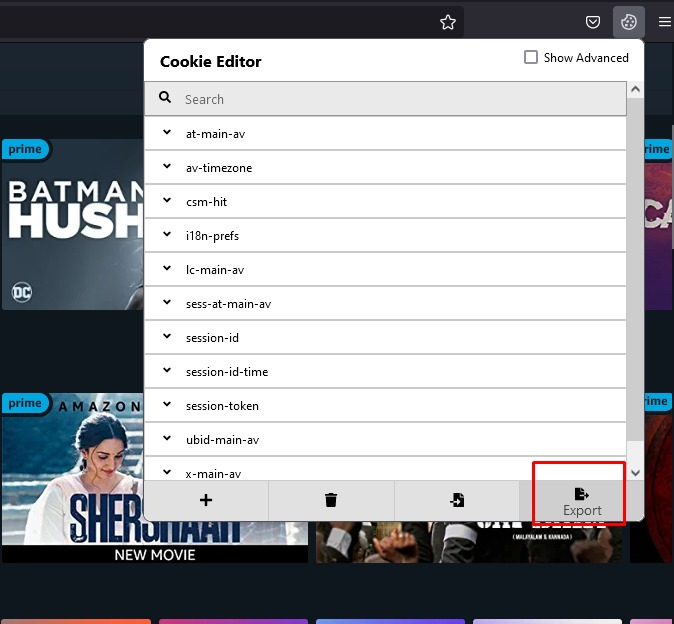 Cookie Editor
Show Advanced
Search
at-main-av
av-timezone
csm-hit
i18n-prefs
lc-main-av
sess-at-main-av
session-id
session-id-time
session-token
ubid-main-av
x-main-av
Export
prime
BATMAN
HUSH
DC
prime
CA
prime
AMAZON
SHERSHAAH
NEW MOVIE
(MALAYALAM & KANNADA)
prime